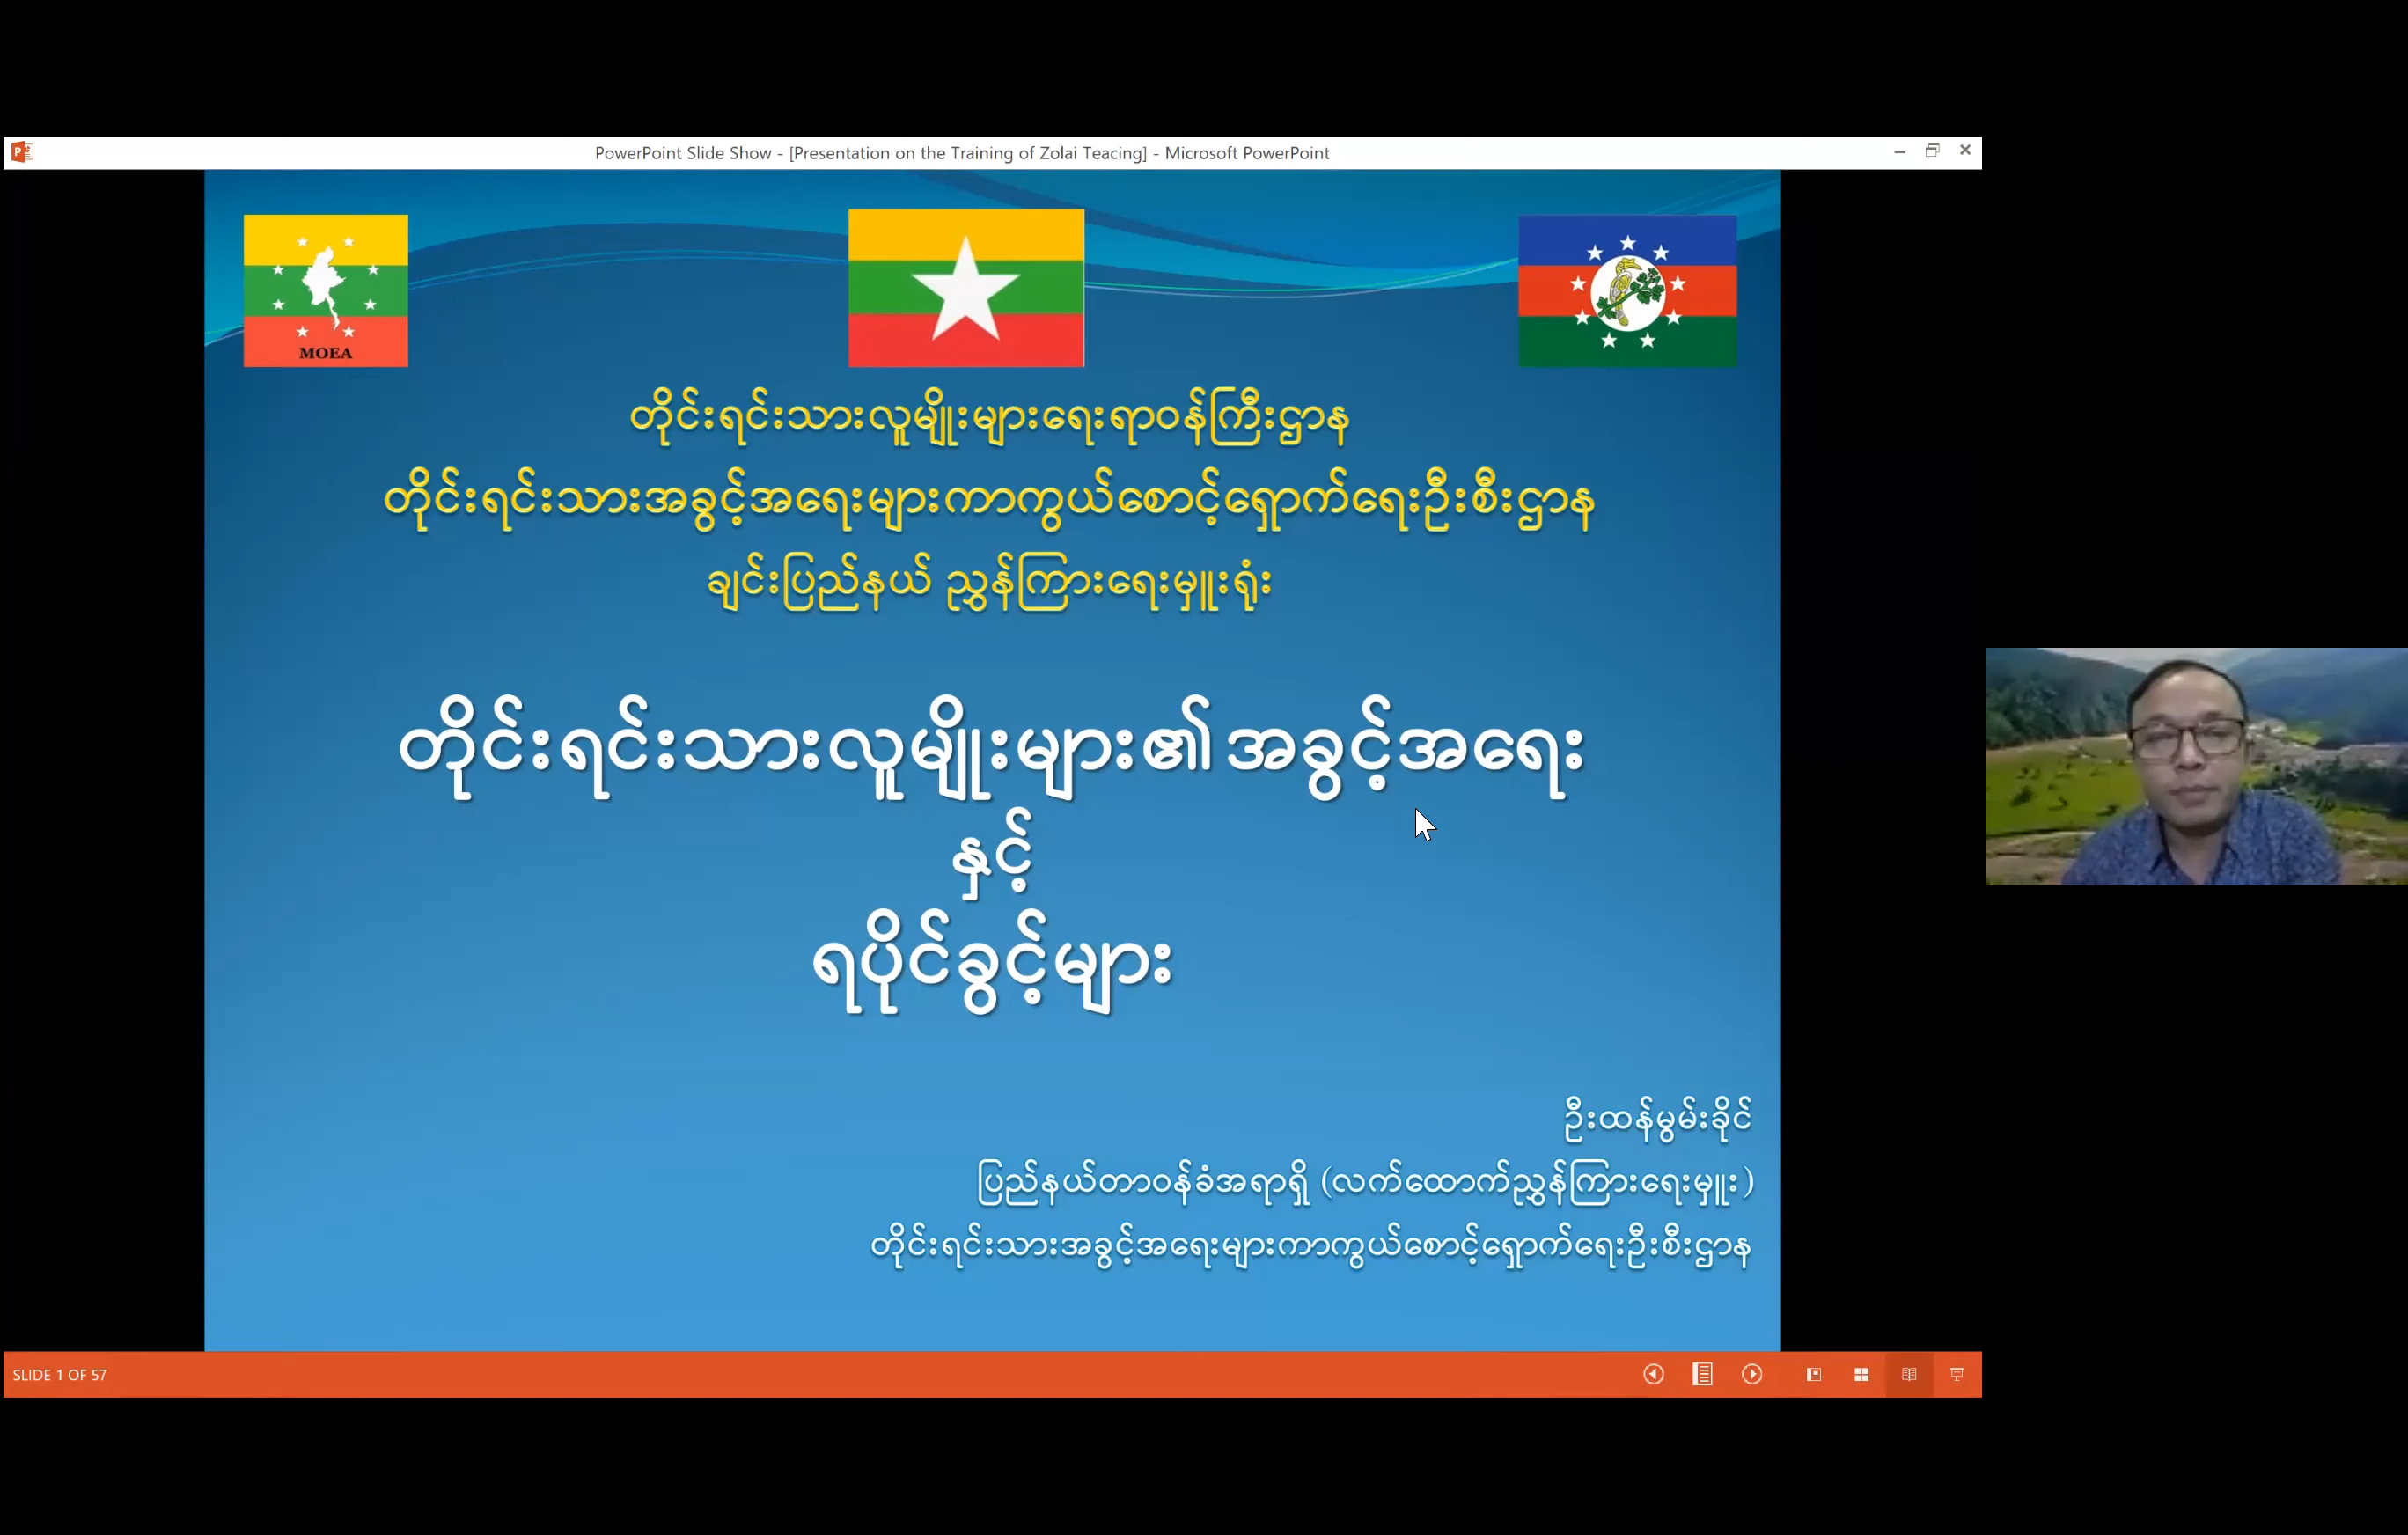 PowerPoint Slide Show - [Presentation on the Training of Zolai Teacing] - Microsoft PowerPoint
MOEA
တိုင်းရင်းသားလူမျိုးများရေးရာဝန်ကြီးဌာန
တိုင်းရင်းသားအခွင့်အရေးများကာကွယ်စောင့်ရှောက်ရေးဦးစီးဌာန
ချင်းပြည်နယ် ညွှန်ကြားရေးမှူးရုံး
တိုင်းရင်းသားလူမျိုးများ၏အခွင့်အရေး
နှင့်
ရပိုင်ခွင့်များ
ဦးထန်မွမ်းခိုင်
ပြည်နယ်တာဝန်ခံအရာရှိ (လက်ထောက်ညွှန်ကြားရေးမှူး)
တိုင်းရင်းသားအခွင့်အရေးများကာကွယ်စောင့်ရှောက်ရေးဦးစီးဌာန
SLIDE 1 OF 57